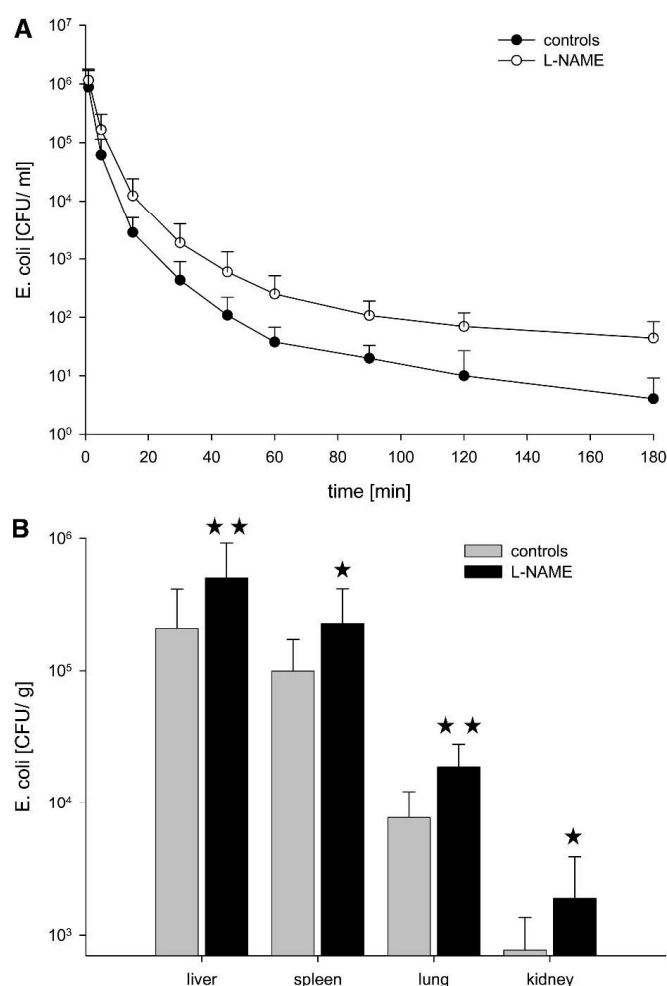 A
10⁷
10⁶
10⁵
10⁴
10³
10²
10¹
10⁰
E. coli [CFU/ ml]
controls
L-NAME
0 20 40 60 80 100 120 140 160 180
time [min]
B
10⁶
10⁵
10⁴
10³
E. coli [CFU/ g]
controls
L-NAME
liver spleen lung kidney